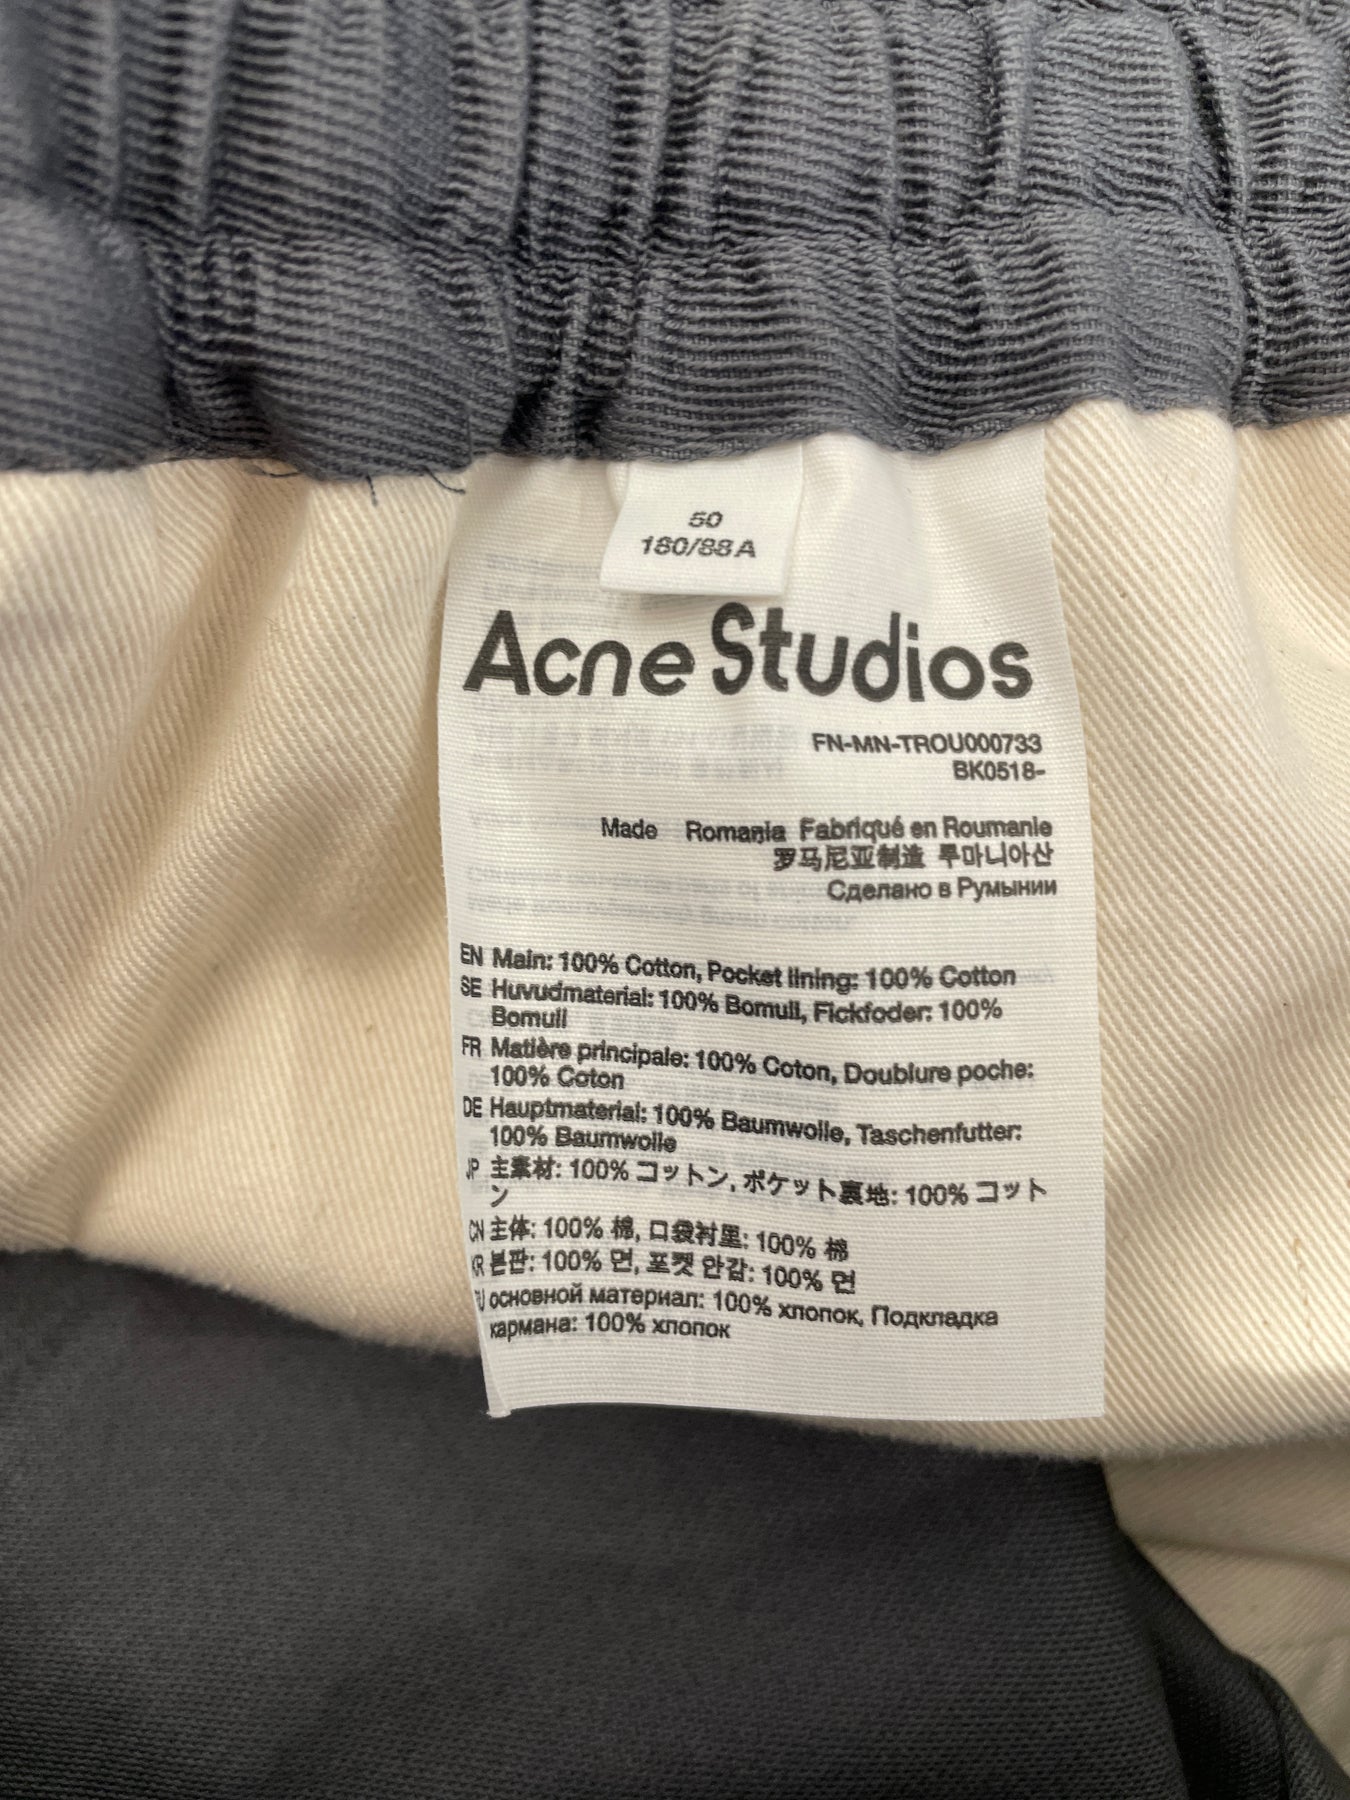 50
180/88 A
Acne Studios
FN-MN-TROU000733
BK0518-
Made Romania Fabriqué en Roumanie
罗马尼亚制造 루마니아산
Сделано в Румынии
EN Main: 100% Cotton, Pocket lining: 100% Cotton
SE Huvudmaterial: 100% Bomull, Fickfoder: 100%
Bomull
FR Matière principale: 100% Coton, Doublure poche:
100% Coton
DE Hauptmaterial: 100% Baumwolle, Taschenfutter:
100% Baumwolle
JP 主素材: 100% コットン, ポケット裏地: 100% コット
ン
CN 主体: 100% 棉, 口袋衬里: 100% 棉
KR 본판: 100% 면, 포켓 안감: 100% 면
основной материал: 100% хлопок, Подкладка
кармана: 100% хлопок